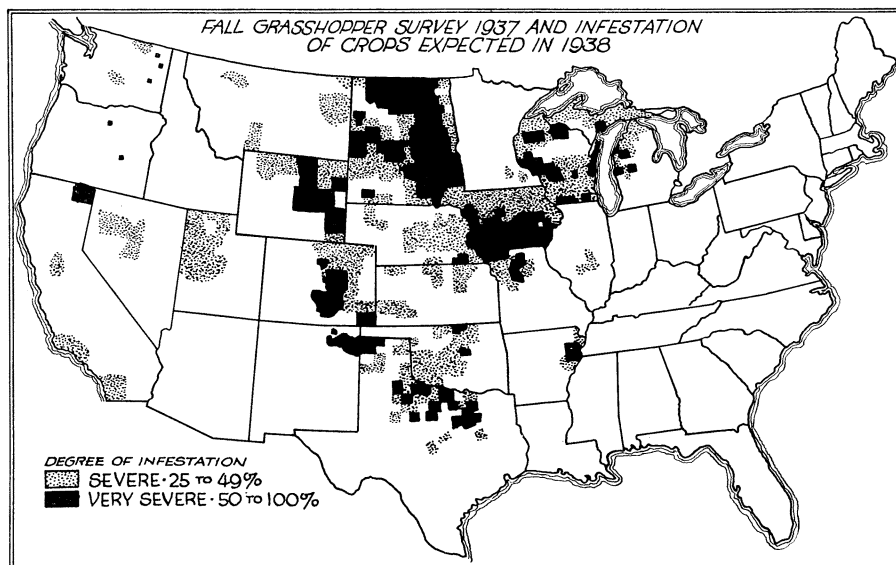 FALL GRASSHOPPER SURVEY 1937 AND INFESTATION
OF CROPS EXPECTED IN 1938
DEGREE OF INFESTATION
SEVERE·25 TO 49%
VERY SEVERE·50 TO 100%